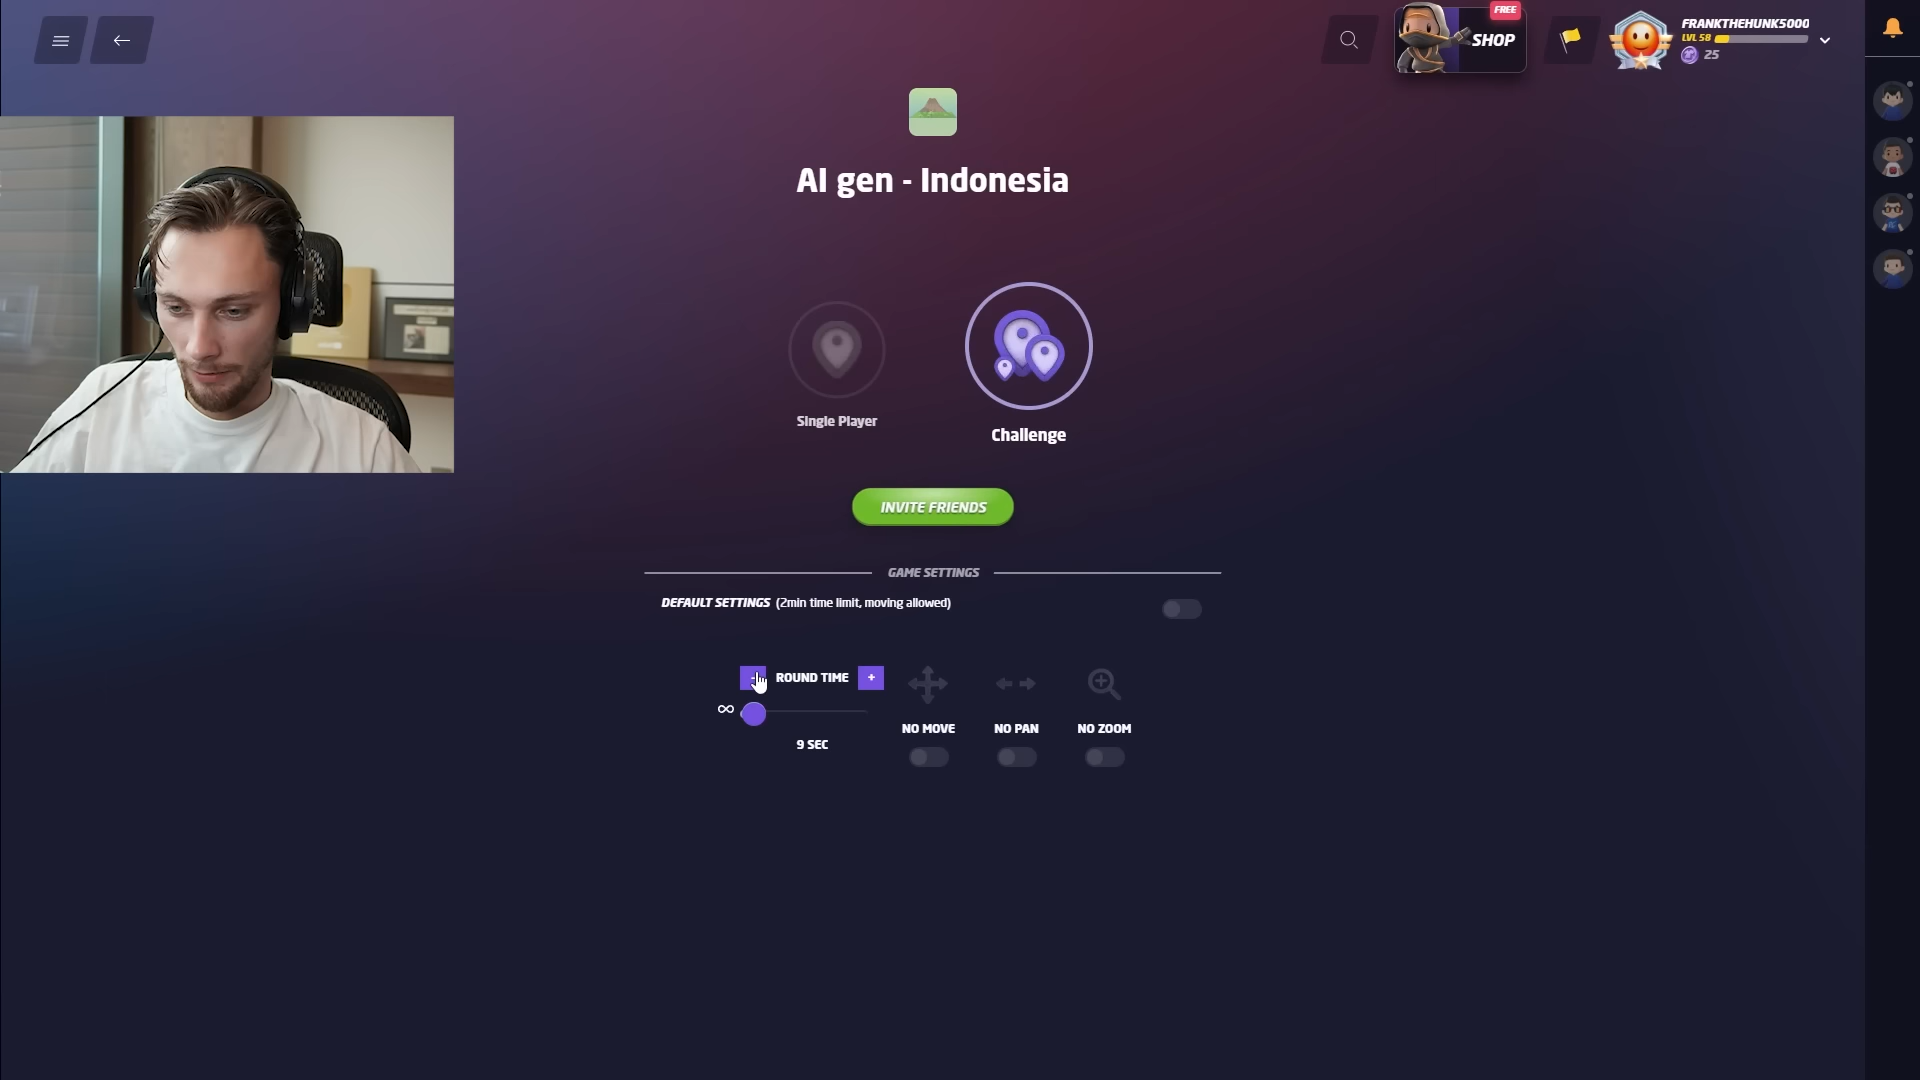 FREE
SHOP
FRANKTHEHUNK5000
LVL 58
25
AI gen - Indonesia
Single Player
Challenge
INVITE FRIENDS
GAME SETTINGS
DEFAULT SETTINGS (2min time limit, moving allowed)
- ROUND TIME +
∞
9 SEC
NO MOVE
NO PAN
NO ZOOM